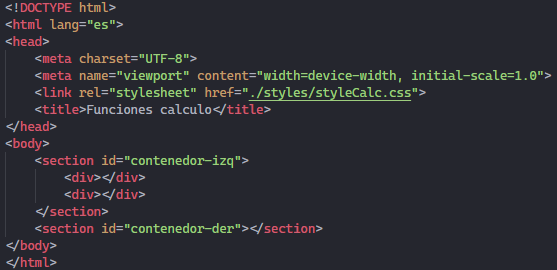 <!DOCTYPE html>
<html lang="es">
<head>
    <meta charset="UTF-8">
    <meta name="viewport" content="width=device-width, initial-scale=1.0">
    <link rel="stylesheet" href="./styles/styleCalc.css">
    <title>Funciones calculo</title>
</head>
<body>
    <section id="contenedor-izq">
        <div></div>
        <div></div>
    </section>
    <section id="contenedor-der"></section>
</body>
</html>